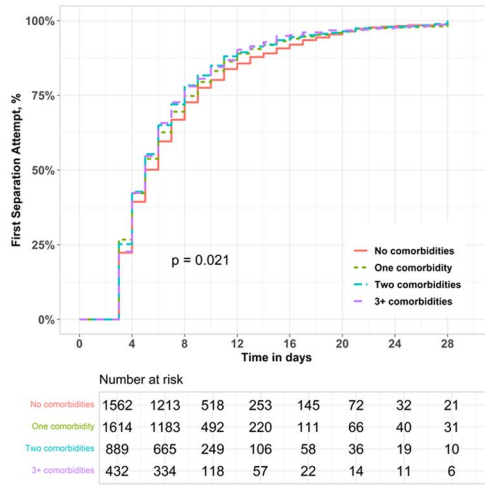 100%
75%
50%
25%
0%
First Separation Attempt, %
p = 0.021
No comorbidities
One comorbidity
Two comorbidities
3+ comorbidities
0 4 8 12 16 20 24 28
Time in days
Number at risk
No comorbidities 1562 1213 518 253 145 72 32 21
One comorbidity 1614 1183 492 220 111 66 40 31
Two comorbidities 889 665 249 106 58 36 19 10
3+ comorbidities 432 334 118 57 22 14 11 6